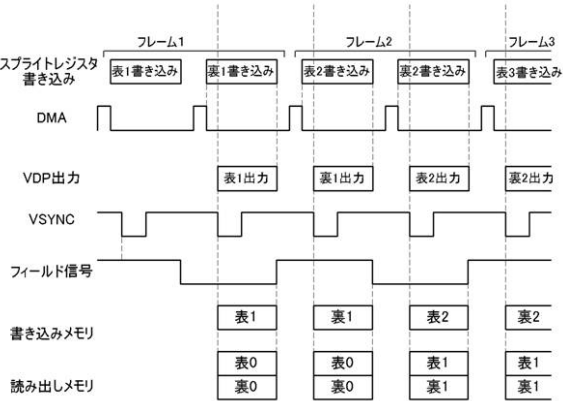 フレーム1 フレーム2 フレーム3
スプライトレジスタ
書き込み
表1書き込み 裏1書き込み 表2書き込み 裏2書き込み 表3書き込み
DMA
VDP出力 表1出力 裏1出力 表2出力 裏2出力
VSYNC
フィールド信号
書き込みメモリ 表1 裏1 表2 裏2
読み出しメモリ
表0 表0 表1 表1
裏0 裏0 裏1 裏1